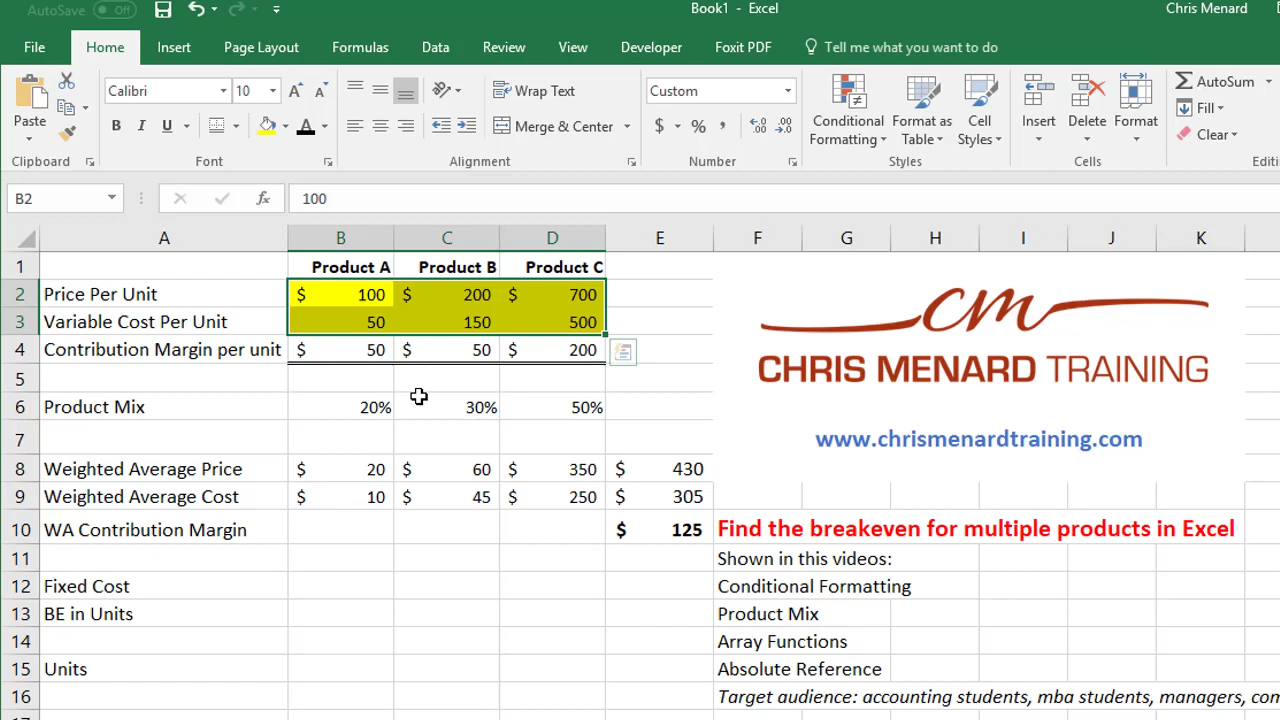 AutoSave Off Book1 - Excel Chris Menard
File Home Insert Page Layout Formulas Data Review View Developer Foxit PDF Tell me what you want to do
Paste Calibri 10 A A Wrap Text Custom Conditional Formatting Format as Table Cell Styles Insert Delete Format AutoSum
B I U A Merge & Center $ % , Fill
Clear
Clipboard Font Alignment Number Styles Cells Editi
B2 fx 100
A B C D E F G H I J K
1 Product A Product B Product C
2 Price Per Unit $ 100 $ 200 $ 700
3 Variable Cost Per Unit 50 150 500
4 Contribution Margin per unit $ 50 $ 50 $ 200
cm
CHRIS MENARD TRAINING
5
6 Product Mix 20% 30% 50%
7 www.chrismenardtraining.com
8 Weighted Average Price $ 20 $ 60 $ 350 $ 430
9 Weighted Average Cost $ 10 $ 45 $ 250 $ 305
10 WA Contribution Margin $ 125 Find the breakeven for multiple products in Excel
11 Shown in this videos:
12 Fixed Cost Conditional Formatting
13 BE in Units Product Mix
14 Array Functions
15 Units Absolute Reference
16 Target audience: accounting students, mba students, managers, com